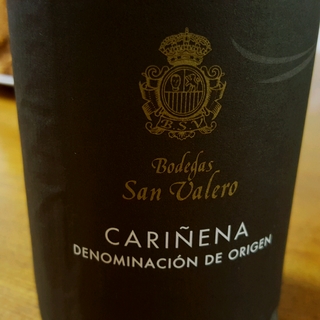 B.S.V
Bodegas
San Valero
CARIÑENA
DENOMINACIÓN DE ORIGEN